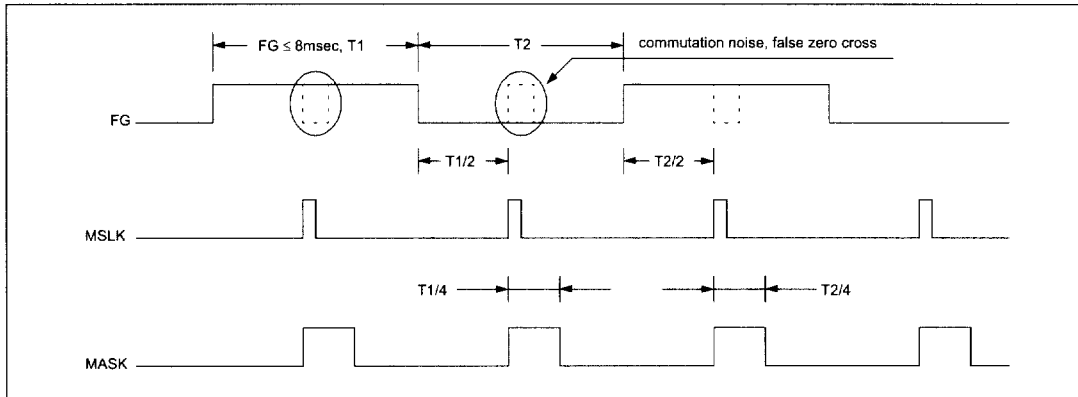 FG ≤ 8msec, T1
T2
commutation noise, false zero cross
FG
T1/2
T2/2
MSLK
T1/4
T2/4
MASK